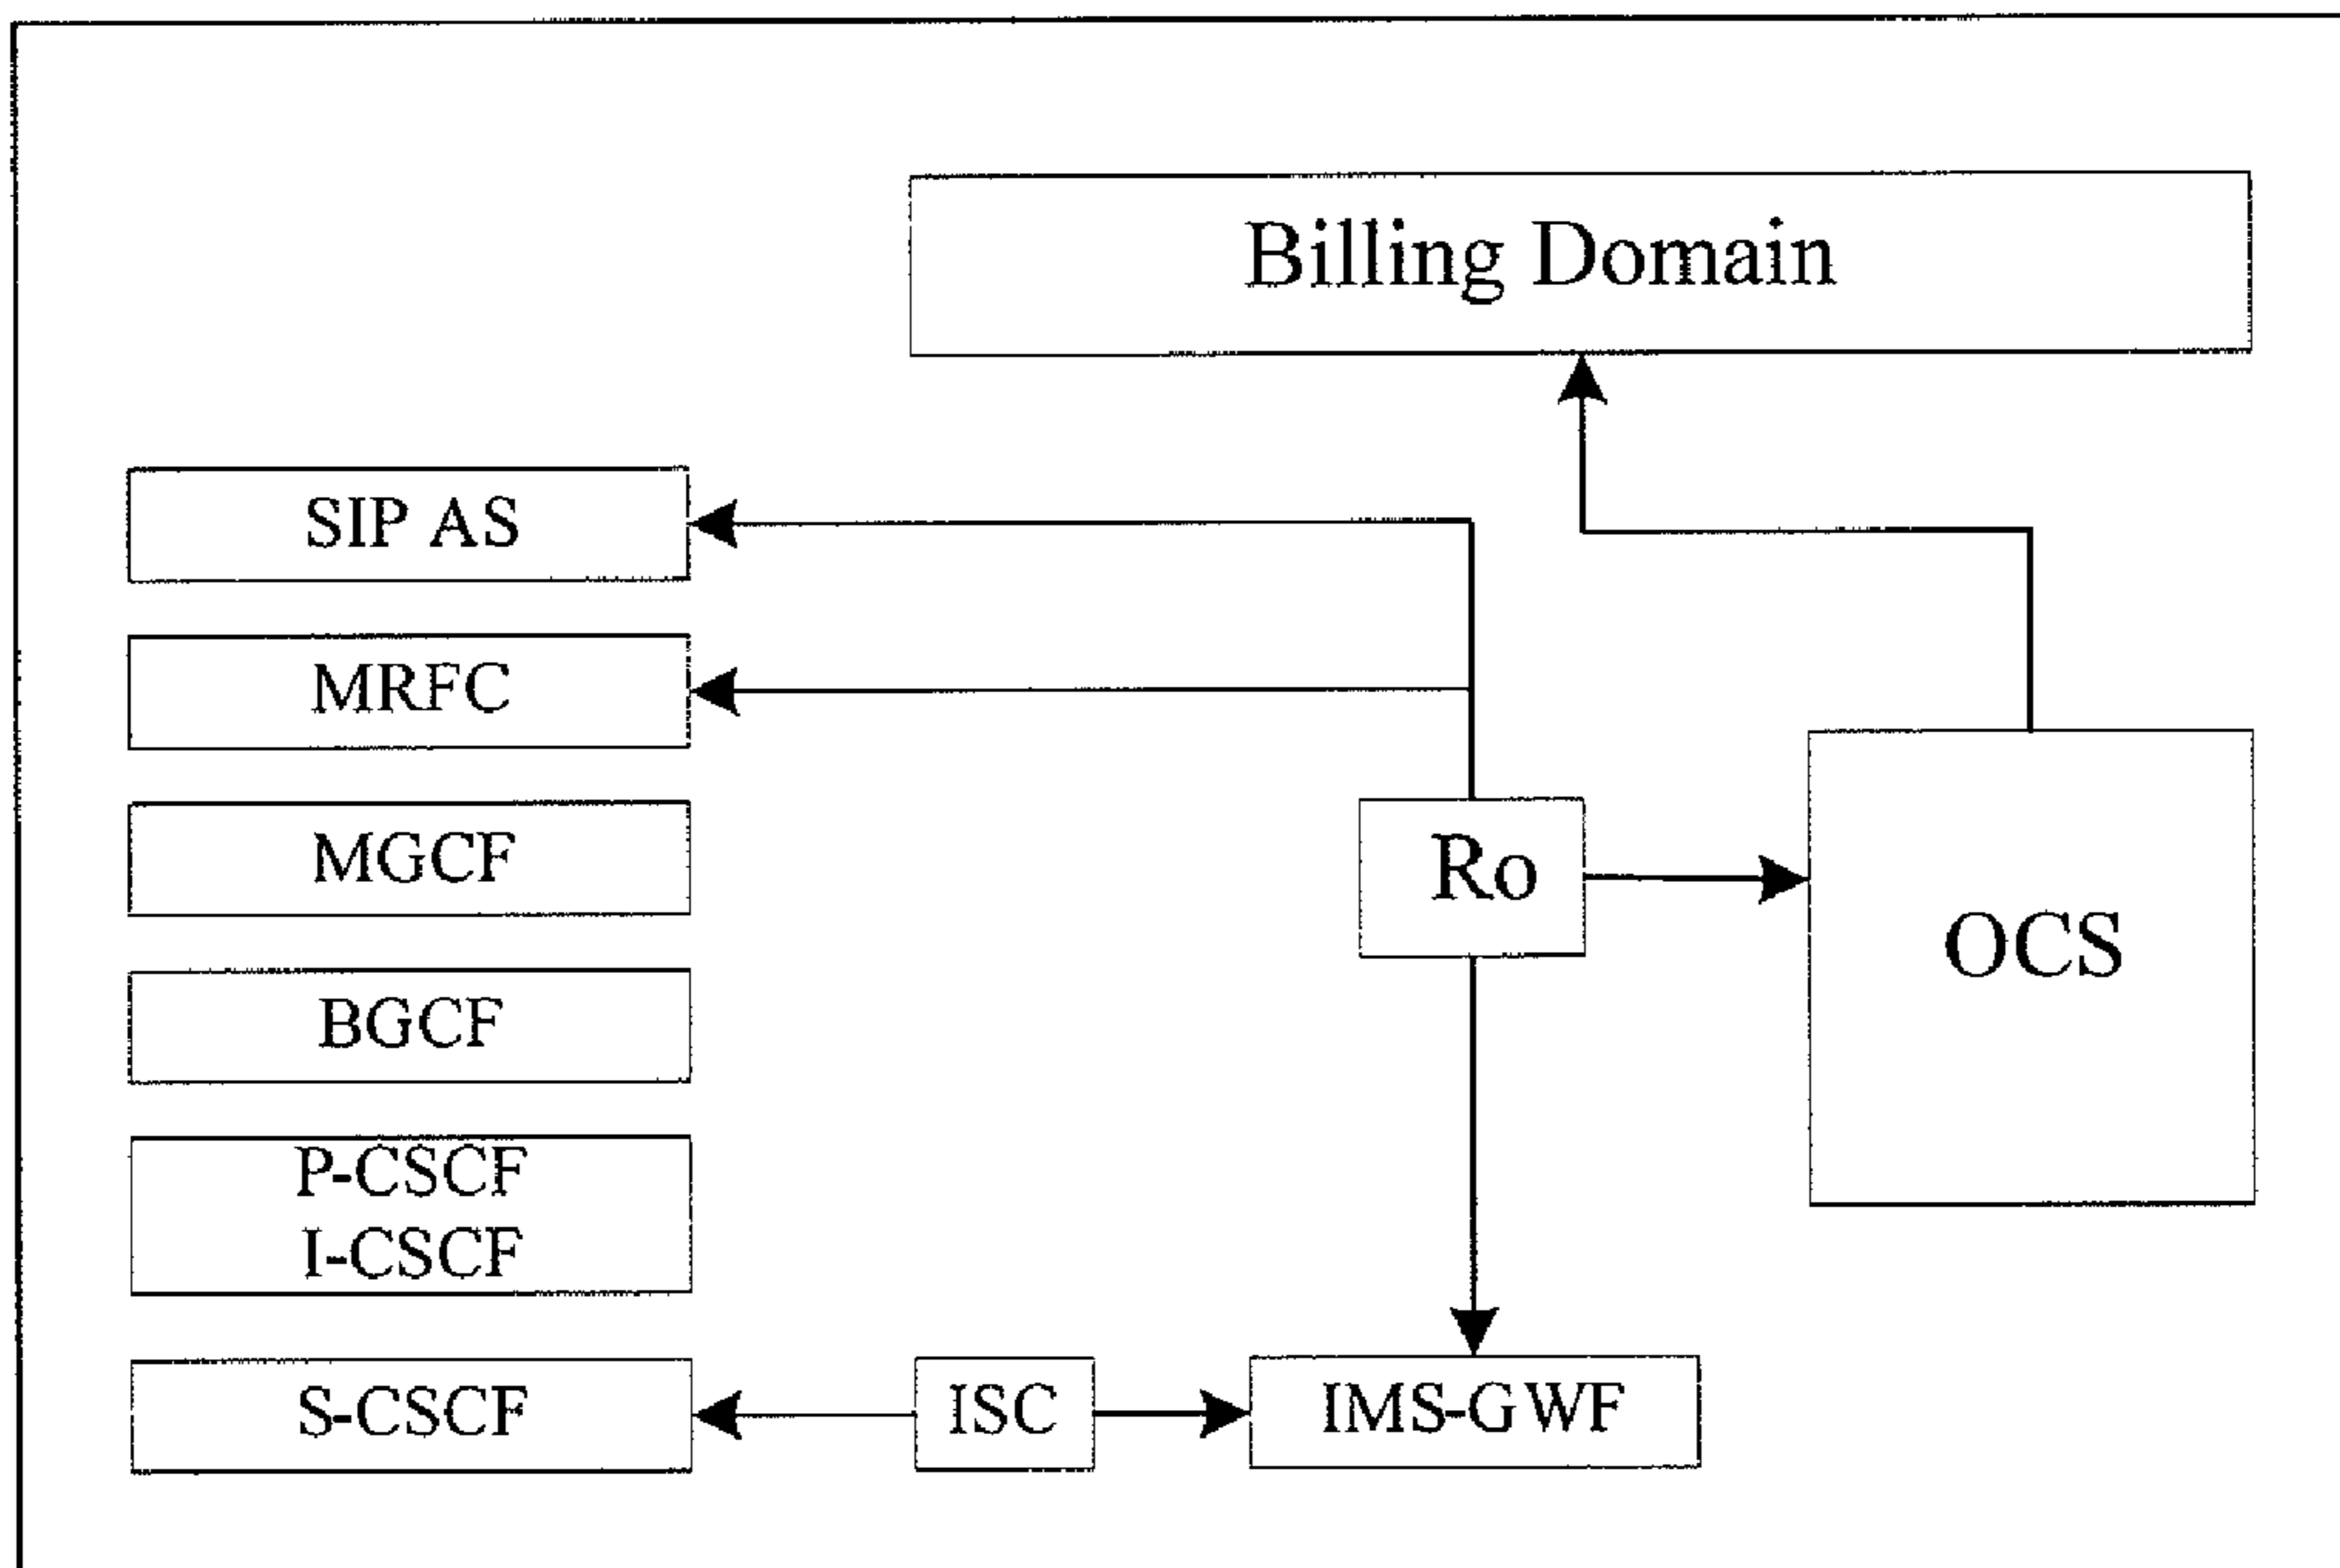 Billing Domain
SIP AS
MRFC
MGCF
Ro
OCS
BGCF
P-CSCF
I-CSCF
S-CSCF
ISC
IMS-GWF